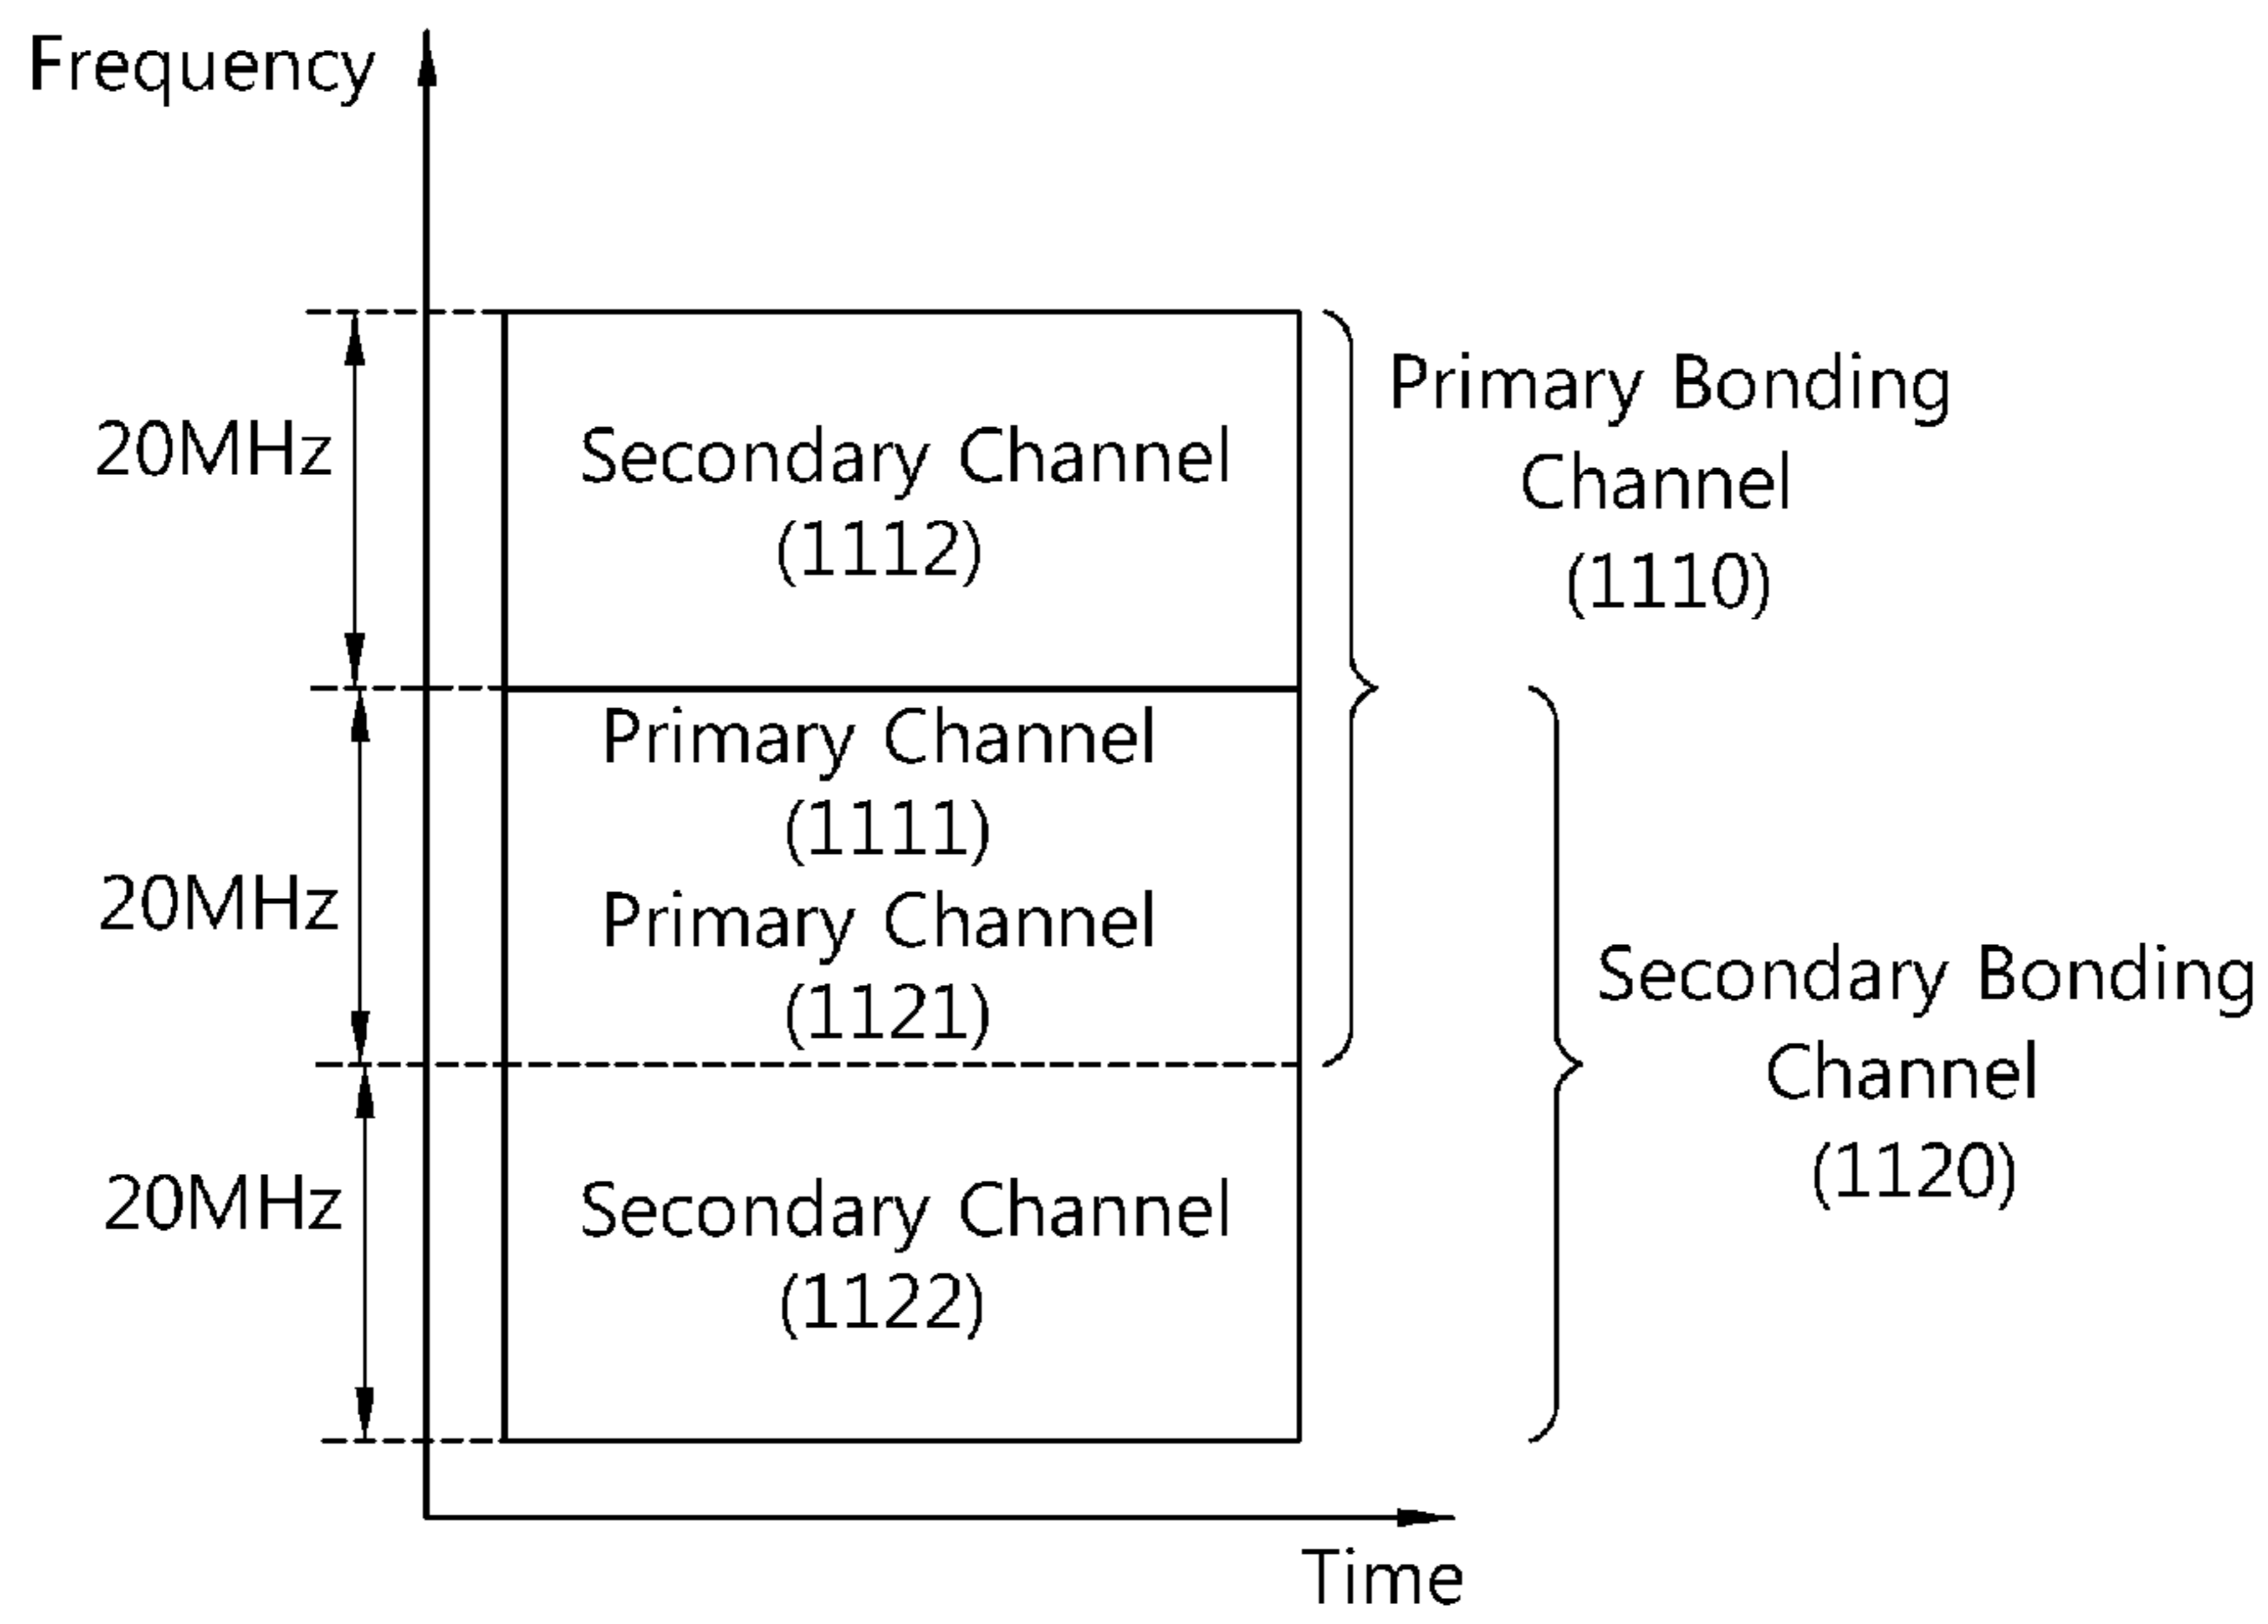 Frequency
20MHz
Secondary Channel
(1112)
Primary Bonding
Channel
(1110)
20MHz
Primary Channel
(1111)
Primary Channel
(1121)
Secondary Bonding
Channel
(1120)
20MHz
Secondary Channel
(1122)
Time